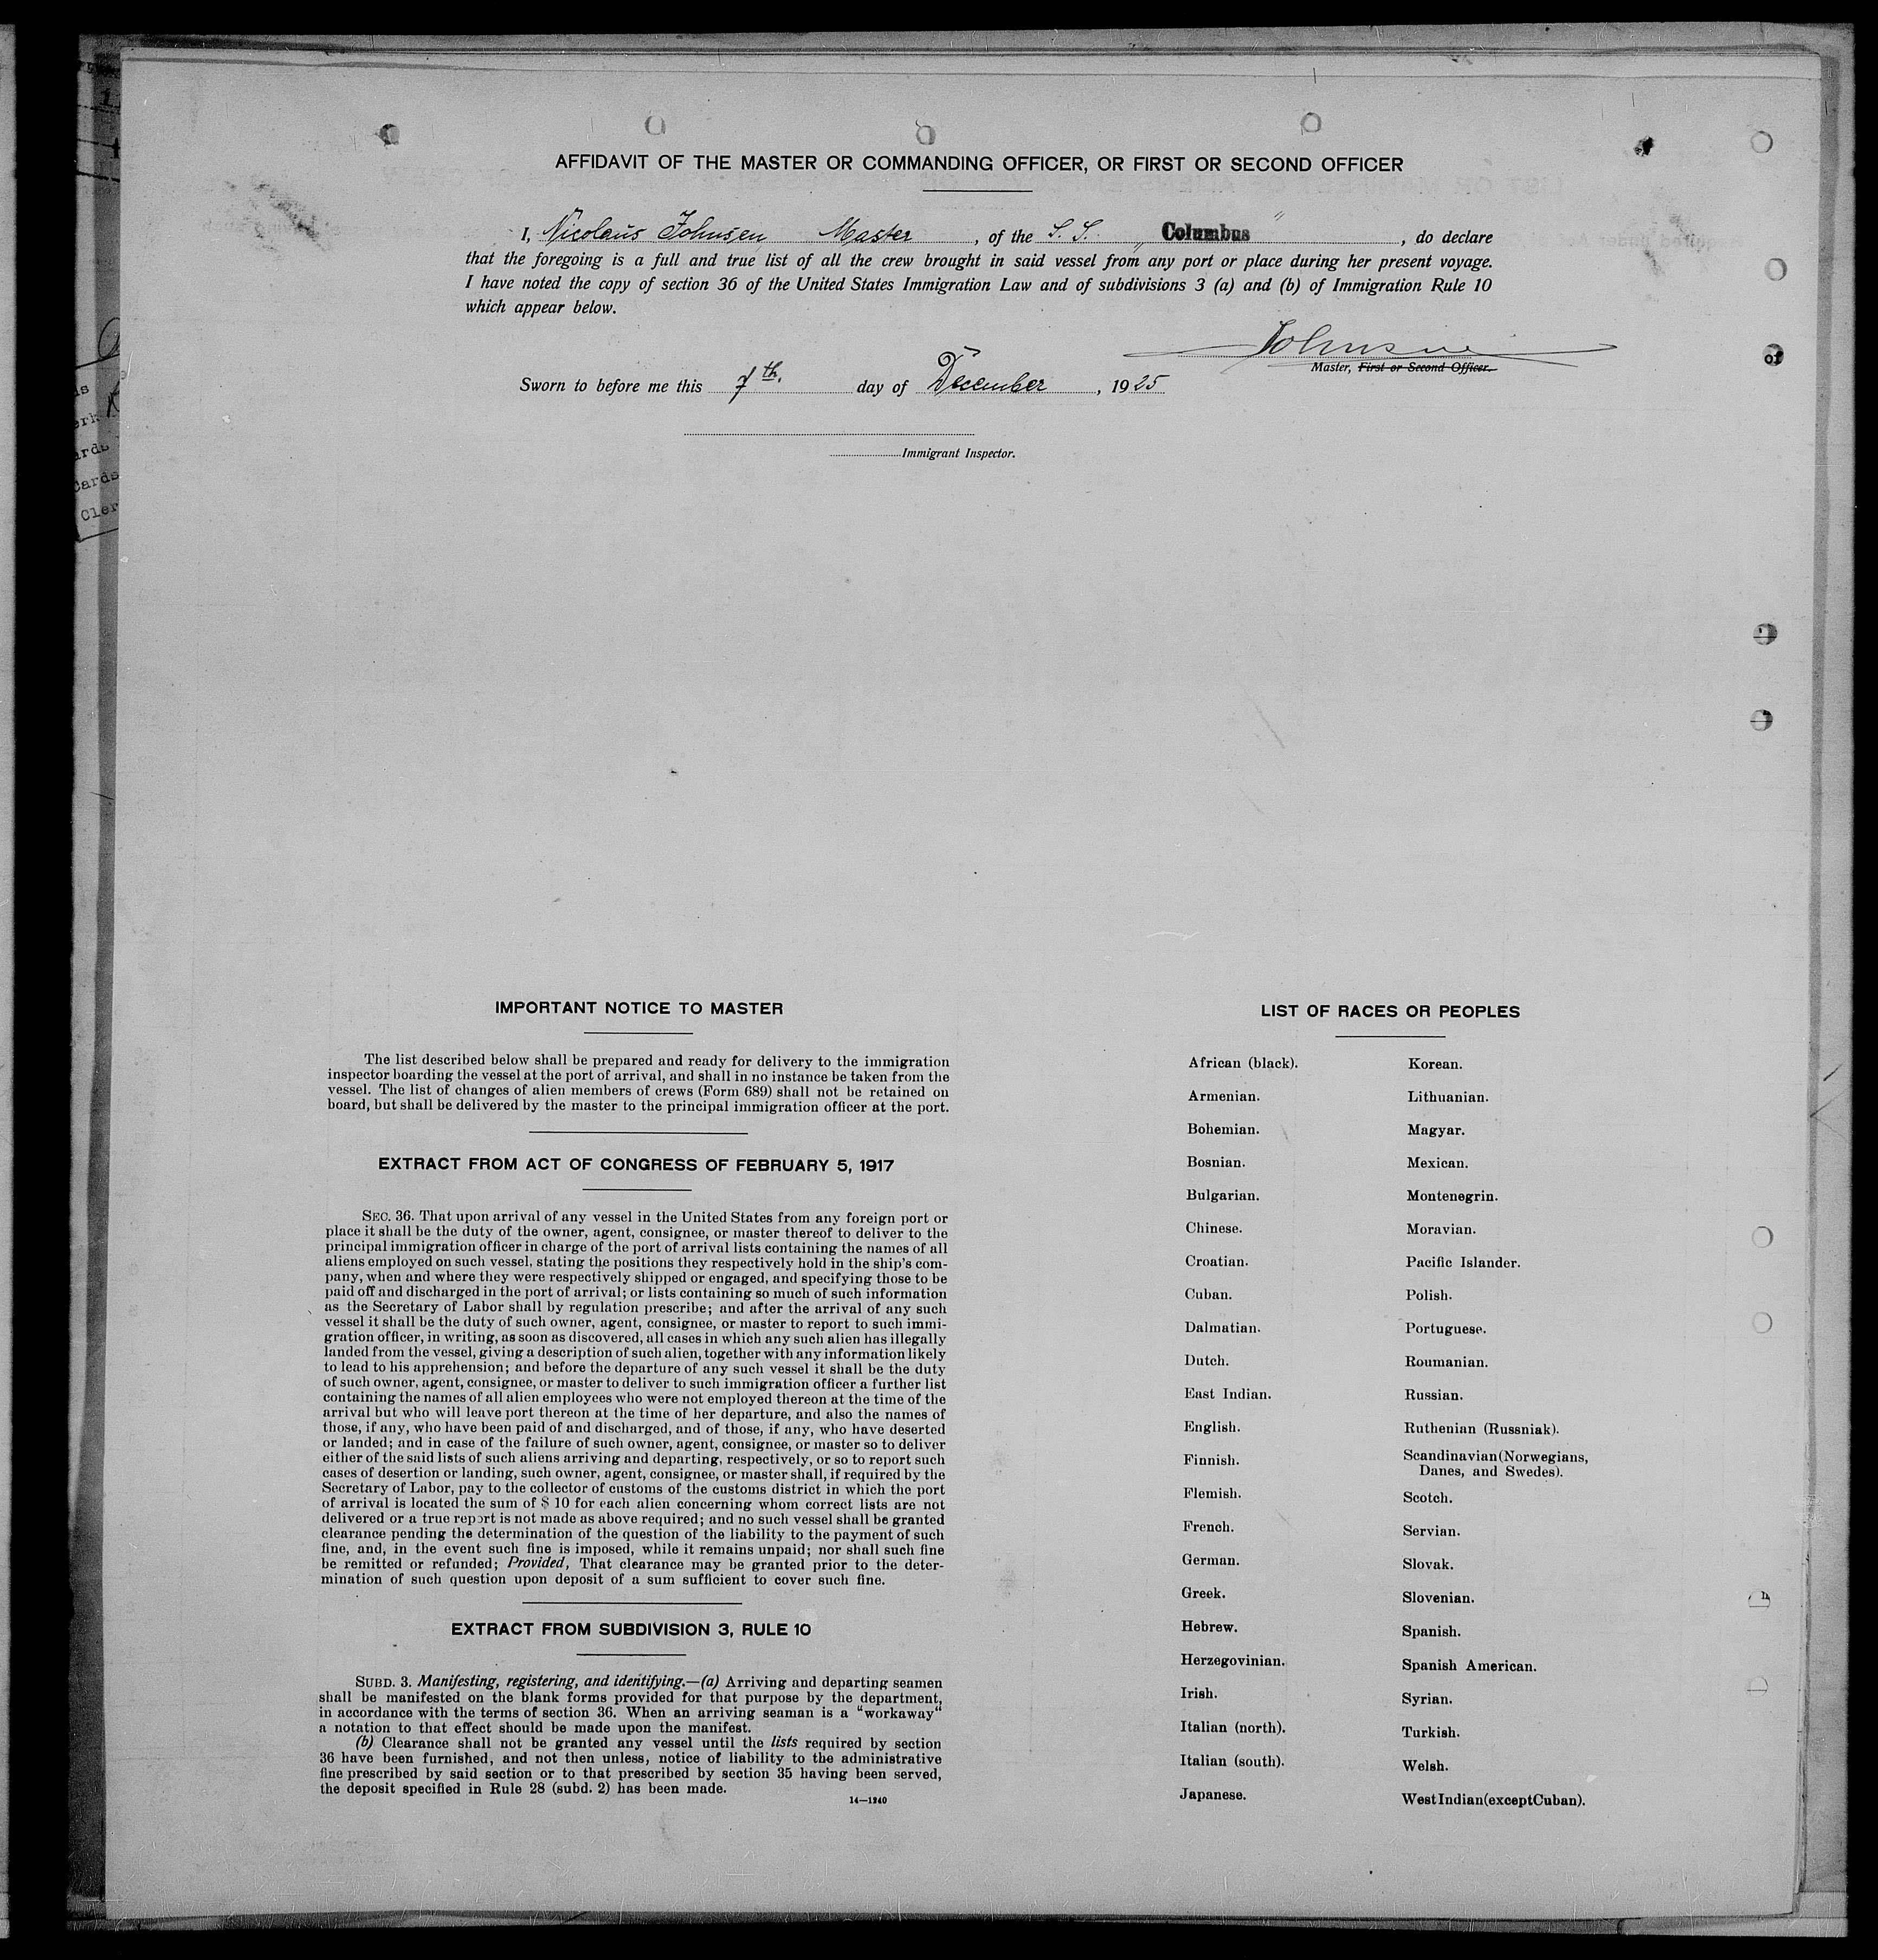 AFFIDAVIT OF THE MASTER OR COMMANDING OFFICER, OR FIRST OR SECOND OFFICER
I, Nicolaus Johnsen Master, of the S. S. „Columbus", do declare
that the foregoing is a full and true list of all the crew brought in said vessel from any port or place during her present voyage.
I have noted the copy of section 36 of the United States Immigration Law and of subdivisions 3 (a) and (b) of Immigration Rule 10
which appear below.
Johnsen
Master, First or Second Officer.
Sworn to before me this 7th. day of December, 1925
Immigrant Inspector.
IMPORTANT NOTICE TO MASTER
The list described below shall be prepared and ready for delivery to the immigration
inspector boarding the vessel at the port of arrival, and shall in no instance be taken from the
vessel. The list of changes of alien members of crews (Form 689) shall not be retained on
board, but shall be delivered by the master to the principal immigration officer at the port.
EXTRACT FROM ACT OF CONGRESS OF FEBRUARY 5, 1917
SEC. 36. That upon arrival of any vessel in the United States from any foreign port or
place it shall be the duty of the owner, agent, consignee, or master thereof to deliver to the
principal immigration officer in charge of the port of arrival lists containing the names of all
aliens employed on such vessel, stating the positions they respectively hold in the ship's com-
pany, when and where they were respectively shipped or engaged, and specifying those to be
paid off and discharged in the port of arrival; or lists containing so much of such information
as the Secretary of Labor shall by regulation prescribe; and after the arrival of any such
vessel it shall be the duty of such owner, agent, consignee, or master to report to such immi-
gration officer, in writing, as soon as discovered, all cases in which any such alien has illegally
landed from the vessel, giving a description of such alien, together with any information likely
to lead to his apprehension; and before the departure of any such vessel it shall be the duty
of such owner, agent, consignee, or master to deliver to such immigration officer a further list
containing the names of all alien employees who were not employed thereon at the time of the
arrival but who will leave port thereon at the time of her departure, and also the names of
those, if any, who have been paid of and discharged, and of those, if any, who have deserted
or landed; and in case of the failure of such owner, agent, consignee, or master so to deliver
either of the said lists of such aliens arriving and departing, respectively, or so to report such
cases of desertion or landing, such owner, agent, consignee, or master shall, if required by the
Secretary of Labor, pay to the collector of customs of the customs district in which the port
of arrival is located the sum of $ 10 for each alien concerning whom correct lists are not
delivered or a true report is not made as above required; and no such vessel shall be granted
clearance pending the determination of the question of the liability to the payment of such
fine, and, in the event such fine is imposed, while it remains unpaid; nor shall such fine
be remitted or refunded; Provided, That clearance may be granted prior to the deter-
mination of such question upon deposit of a sum sufficient to cover such fine.
EXTRACT FROM SUBDIVISION 3, RULE 10
SUBD. 3. Manifesting, registering, and identifying.—(a) Arriving and departing seamen
shall be manifested on the blank forms provided for that purpose by the department,
in accordance with the terms of section 36. When an arriving seaman is a "workaway"
a notation to that effect should be made upon the manifest.
(b) Clearance shall not be granted any vessel until the lists required by section
36 have been furnished, and not then unless, notice of liability to the administrative
fine prescribed by said section or to that prescribed by section 35 having been served,
the deposit specified in Rule 28 (subd. 2) has been made.
14—1240
LIST OF RACES OR PEOPLES
African (black).
Armenian.
Bohemian.
Bosnian.
Bulgarian.
Chinese.
Croatian.
Cuban.
Dalmatian.
Dutch.
East Indian.
English.
Finnish.
Flemish.
French.
German.
Greek.
Hebrew.
Herzegovinian.
Irish.
Italian (north).
Italian (south).
Japanese.
Korean.
Lithuanian.
Magyar.
Mexican.
Montenegrin.
Moravian.
Pacific Islander.
Polish.
Portuguese.
Roumanian.
Russian.
Ruthenian (Russniak).
Scandinavian (Norwegians,
Danes, and Swedes).
Scotch.
Servian.
Slovak.
Slovenian.
Spanish.
Spanish American.
Syrian.
Turkish.
Welsh.
West Indian (except Cuban).